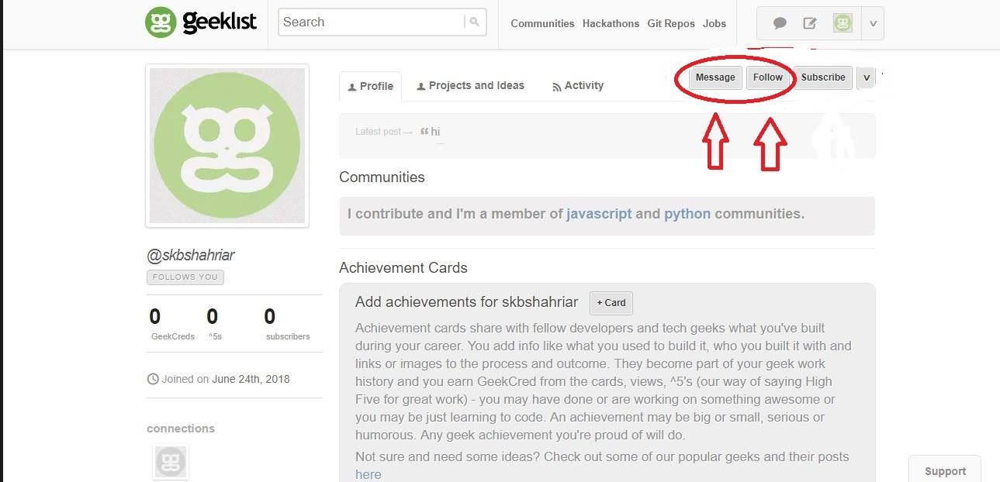 geeklist
Search
Communities Hackathons Git Repos Jobs
v
Profile
Projects and Ideas
Activity
Message
Follow
Subscribe
v
Latest post→ “ hi
Communities
I contribute and I'm a member of javascript and python communities.
@skbshahriar
FOLLOWS YOU
0 0 0
GeekCreds ^5s subscribers
Joined on June 24th, 2018
connections
Achievement Cards
Add achievements for skbshahriar
+ Card
Achievement cards share with fellow developers and tech geeks what you've built
during your career. You add info like what you used to build it, who you built it with and
links or images to the process and outcome. They become part of your geek work
history and you earn GeekCred from the cards, views, ^5's (our way of saying High
Five for great work) - you may have done or are working on something awesome or
you may be just learning to code. An achievement may be big or small, serious or
humorous. Any geek achievement you're proud of will do.
Not sure and need some ideas? Check out some of our popular geeks and their posts
here
Support